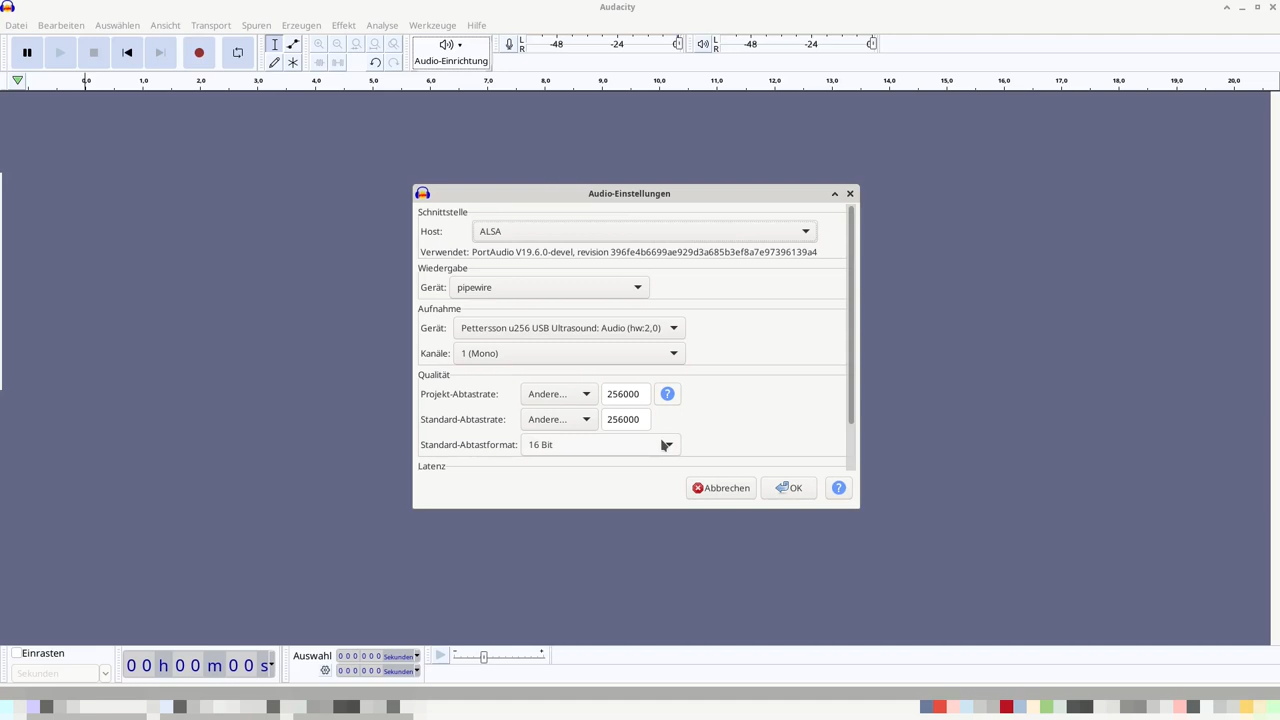 Audacity
Datei Bearbeiten Auswählen Ansicht Transport Spuren Erzeugen Effekt Analyse Werkzeuge Hilfe
L R -48 -24 L R -48 -24
Audio-Einrichtung
0,0 1,0 2,0 3,0 4,0 5,0 6,0 7,0 8,0 9,0 10,0 11,0 12,0 13,0 14,0 15,0 16,0 17,0 18,0 19,0 20,0
Audio-Einstellungen
Schnittstelle
Host: ALSA
Verwendet: PortAudio V19.6.0-devel, revision 396fe4b6699ae929d3a685b3ef8a7e97396139a4
Wiedergabe
Gerät: pipewire
Aufnahme
Gerät: Pettersson u256 USB Ultrasound: Audio (hw:2,0)
Kanäle: 1 (Mono)
Qualität
Projekt-Abtastrate: Andere... 256000 ?
Standard-Abtastrate: Andere... 256000
Standard-Abtastformat: 16 Bit
Latenz
Abbrechen OK ?
Einrasten
Sekunden
00 h 00 m 00 s
Auswahl
000000 Sekunden
000000 Sekunden
- +